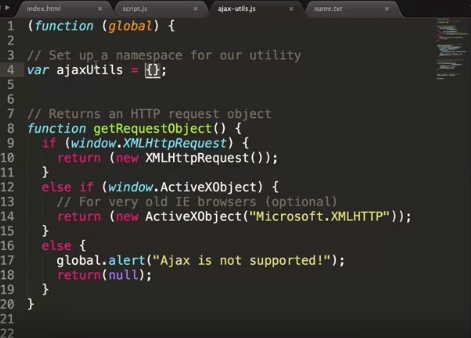 index.html script.js ajax-utils.js name.txt
1 (function (global) {
2
3 // Set up a namespace for our utility
4 var ajaxUtils = {};
5
6
7 // Returns an HTTP request object
8 function getRequestObject() {
9 if (window.XMLHttpRequest) {
10 return (new XMLHttpRequest());
11 }
12 else if (window.ActiveXObject) {
13 // For very old IE browsers (optional)
14 return (new ActiveXObject("Microsoft.XMLHTTP"));
15 }
16 else {
17 global.alert("Ajax is not supported!");
18 return(null);
19 }
20 }
21
22